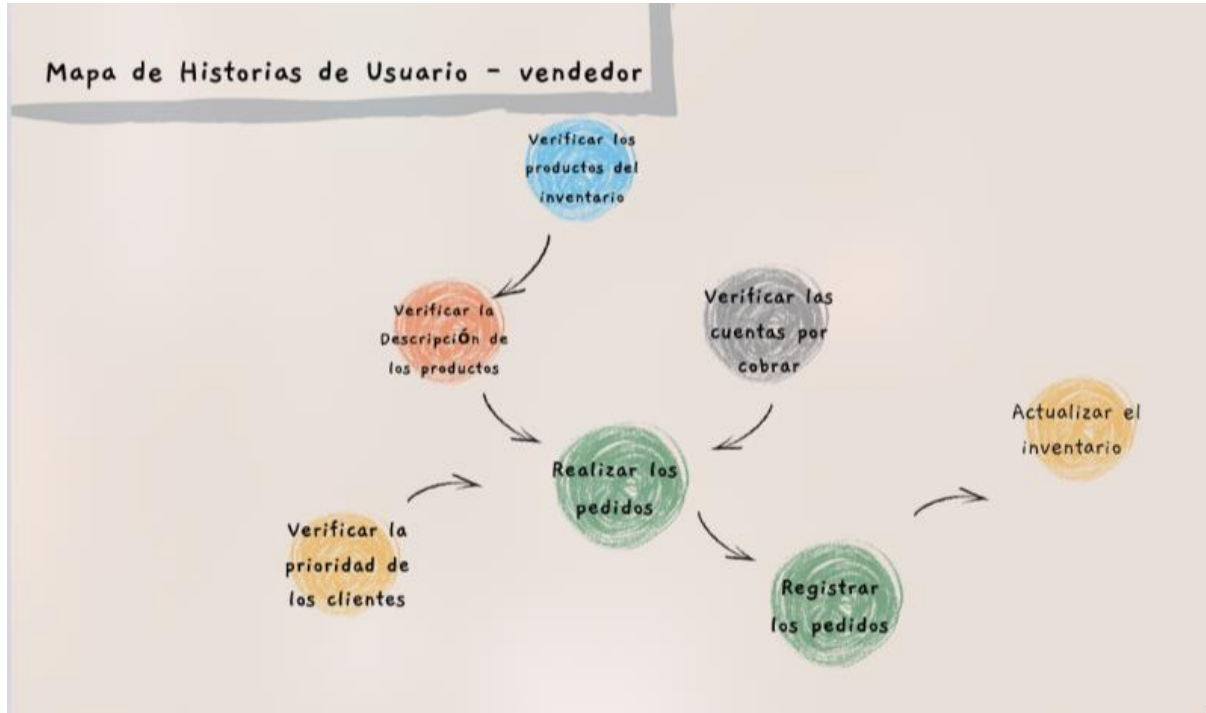 Mapa de Historias de Usuario - vendedor
Verificar los
productos del
inventario
Verificar la
Descripción de
los productos
Verificar las
cuentas por
cobrar
Actualizar el
inventario
Realizar los
pedidos
Verificar la
prioridad de
los clientes
Registrar
los pedidos